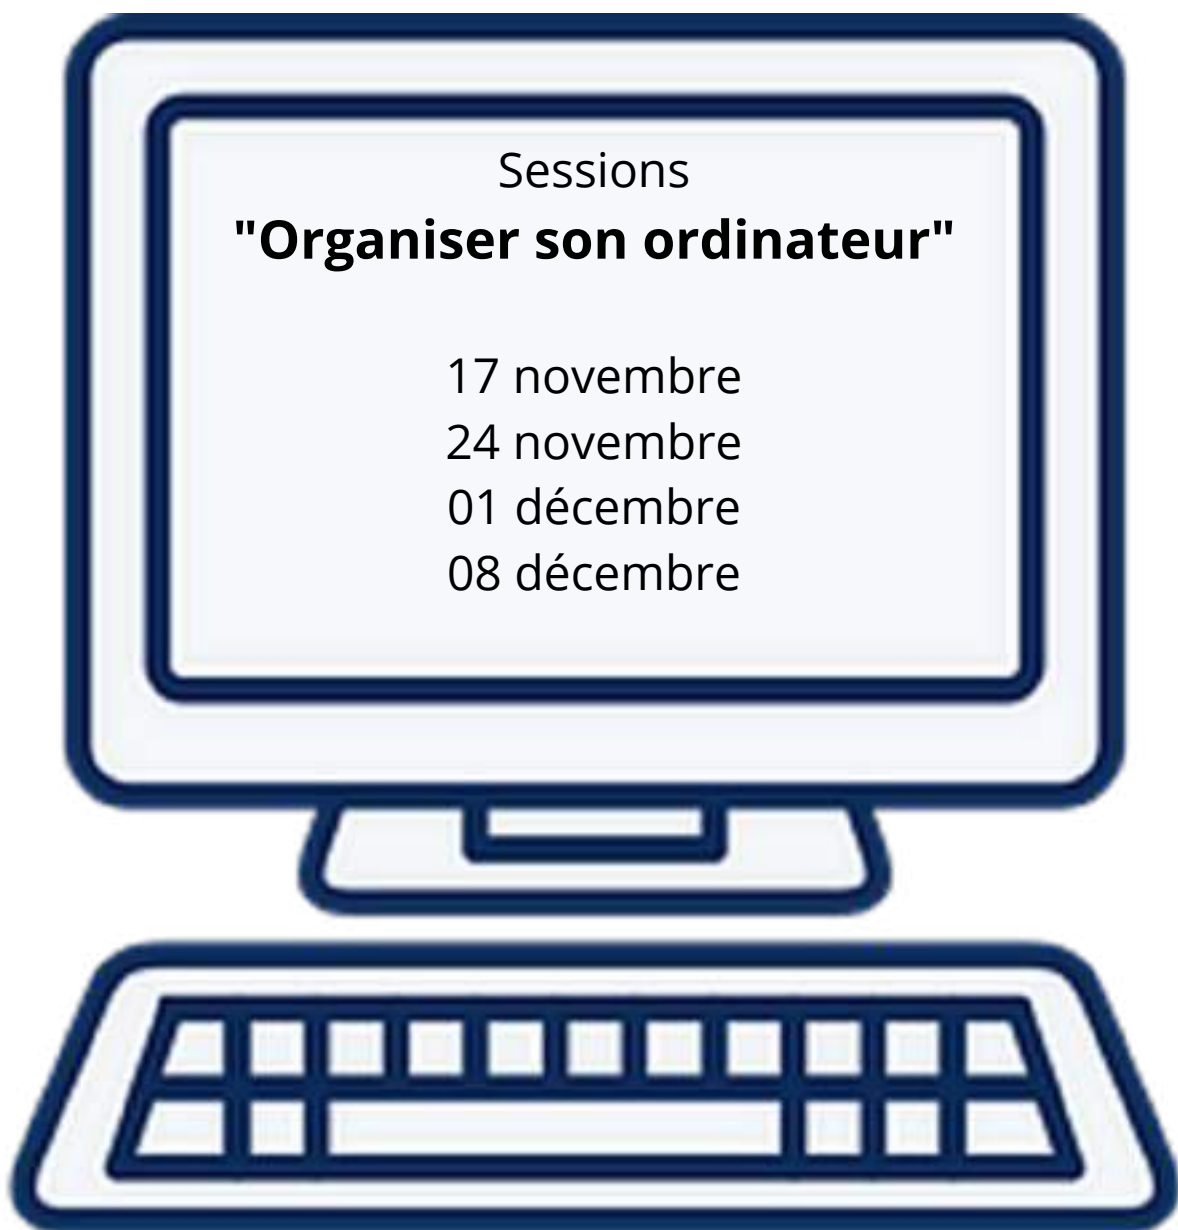 Sessions
"Organiser son ordinateur"
17 novembre
24 novembre
01 décembre
08 décembre